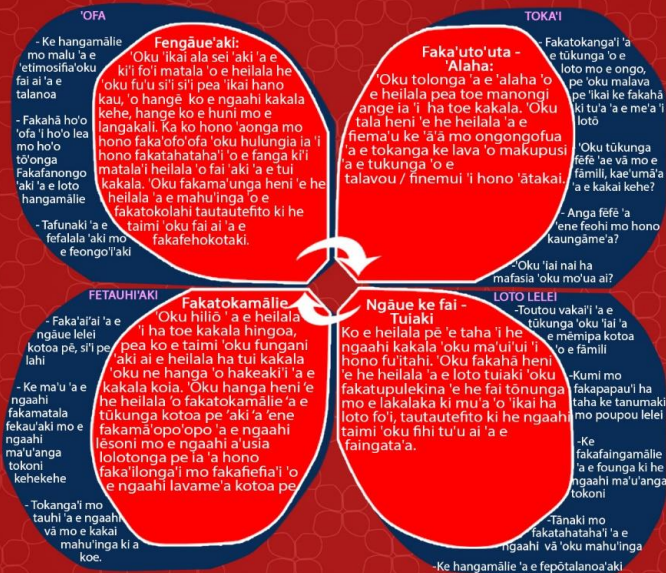 'OFA
- Ke hangamālie
mo malu 'a e
'etimosifia'oku
fai ai 'a e
talanoa
- Fakahā ho'o
'ofa 'i ho'o lea
mo ho'o
tō'onga
Fakafanongo
'aki 'a e loto
hangamālie
- Tafunaki 'a e
fefalala 'aki mo
e feongo'i'aki
Fengāue'aki:
'Oku 'ikai ala sei 'aki 'a e
ki'i fo'i matala 'o e heilala he
'oku fu'u si'i si'i pea 'ikai hano
kau, 'o hangē ko e ngaahi kakala
kehe, hange ko e huni mo e
langakali. Ka ko hono 'aonga mo
hono faka'ofo'ofa 'oku hulungia ia 'i
hono fakatahataha'i 'o e fanga ki'i
matala'i heilala 'o fai 'aki 'a e tui
kakala. 'Oku fakama'unga heni 'e he
heilala 'a e mahu'inga 'o e
fakatokolahi tautautefito ki he
taimi 'oku fai ai 'a e
fakafehokotaki.
Faka'uto'uta -
'Alaha:
'Oku tolonga 'a e 'alaha 'o
e heilala pea toe manongi
ange ia 'i ha toe kakala. 'Oku
tala heni 'e he heilala 'a e
fiema'u ke 'ā'ā mo ongongofua
'a e tokanga ke lava 'o makupusi
'a e tukunga 'o e
talavou / finemui 'i hono 'ātakai.
TOKA'I
- Fakatokanga'i 'a
e tūkunga 'o e
loto mo e ongo,
pe 'oku malava
pe 'ikai ke fakahā
ki tu'a 'a e me'a 'i
lotō
'Oku tūkunga
fēfē 'ae vā mo e
fāmili, kae'umā'a
'a e kakai kehe?
- Anga fēfē 'a
'ene feohi mo hono
kaungāme'a?
-'Oku 'iai nai ha
mafasia 'oku mo'ua ai?
FETAUHI'AKI
- Faka'ai'ai 'a e
ngāue lelei
kotoa pē, si'i pe
lahi
- Ke ma'u 'a e
ngaahi
fakamatala
fekau'aki mo e
ngaahi
ma'u'anga
tokoni
kehekehe
- Tokanga'i mo
tauhi 'a e ngaahi
vā mo e kakai
mahu'inga ki a
koe.
Fakatokamālie
'Oku hiliō ' a e heilala
'i ha toe kakala hingoa,
pea ko e taimi 'oku fungani
'aki ai e heilala ha tui kakala
'oku ne hanga 'o hakeaki'i 'a e
kakala koia. 'Oku hanga heni 'e
he heilala 'o fakatokamālie 'a e
tūkunga kotoa pe 'aki 'a 'ene
fakamā'opo'opo 'a e ngaahi
lēsoni mo e ngaahi a'usia
lolotonga pe ia 'a hono
faka'ilonga'i mo fakafiefia'i 'o
e ngaahi lavame'a kotoa pe
Ngāue ke fai -
Tuiaki
Ko e heilala pē 'e taha 'i he
ngaahi kakala 'oku ma'ui'ui 'i
hono fu'itahi. 'Oku fakahā heni
'e he heilala 'a e loto tuiaki 'oku
fakatupulekina 'e he fai tōnunga
mo e lakalaka ki mu'a 'o 'ikai ha
loto fo'i, tautautefito ki he ngaahi
taimi 'oku fihi tu'u ai 'a e
faingata'a.
LOTO LELEI
-Toutou vakai'i 'a e
tūkunga 'oku 'iai 'a
e mēmipa kotoa
'o e fāmili
-Kumi mo
fakapapau'i ha
taha ke tanumaki
mo poupou lelei
-Ke
fakafaingamālie
'a e founga ki he
ngaahi ma'u'anga
tokoni
-Tānaki mo
fakatahataha'i 'a e
ngaahi vā 'oku mahu'inga
-Ke hangamālie 'a e fepōtalanoa'aki